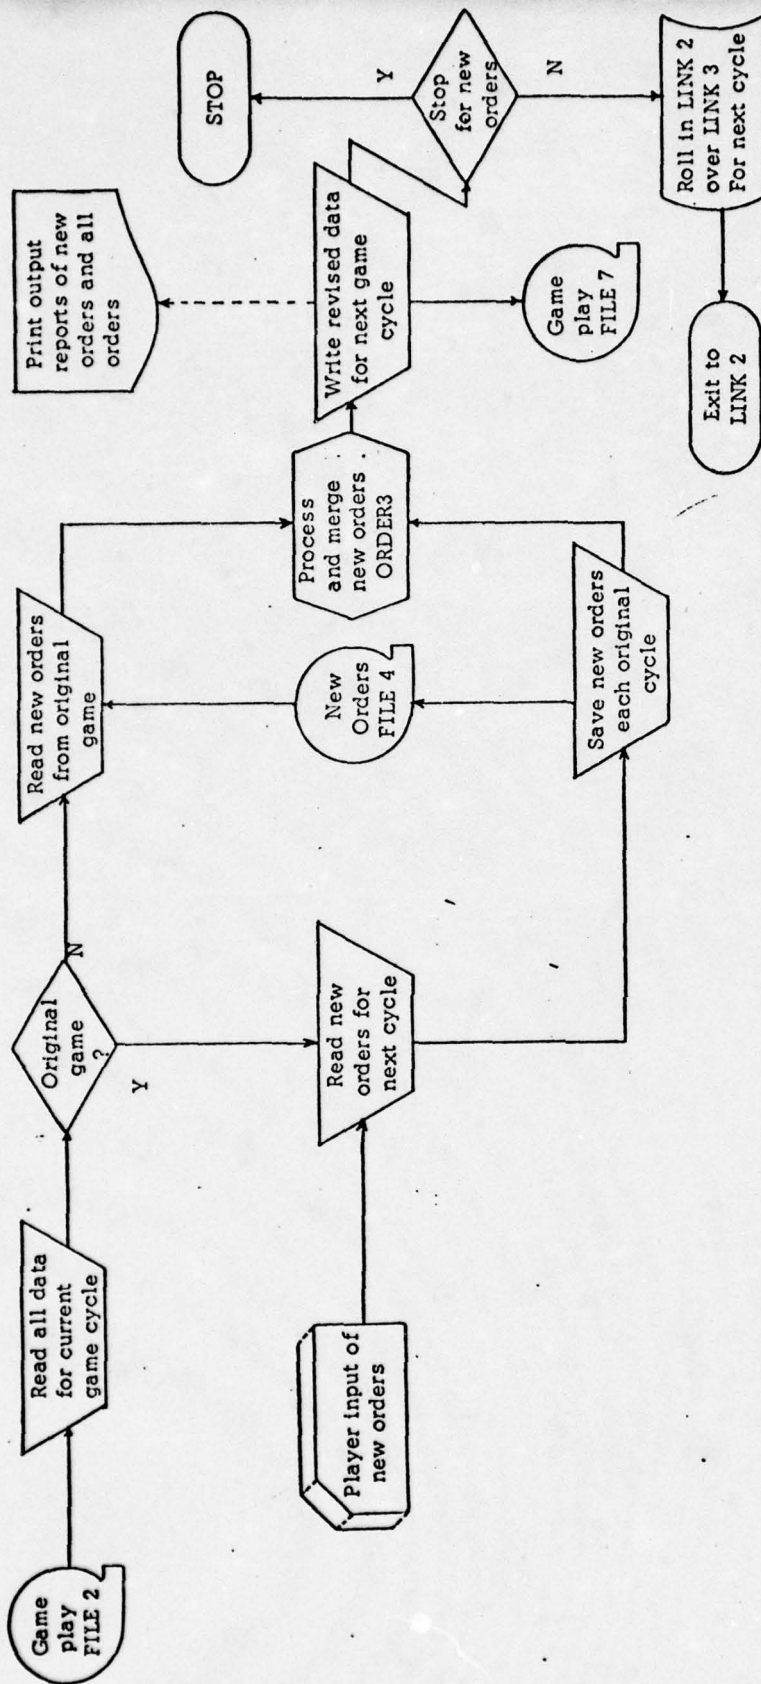 Game
play
FILE 2
Read all data
for current
game cycle
Original
game
?
N
Y
Read new orders
from original
game
Player input of
new orders
Read new
orders for
next cycle
New
Orders
FILE 4
Save new orders
each original
cycle
Process
and merge
new orders
ORDER3
Print output
reports of new
orders and all
orders
Write revised data
for next game
cycle
Game
play
FILE 7
STOP
Y
Stop
for new
orders
N
Roll in LINK 2
over LINK 3
For next cycle
Exit to
LINK 2